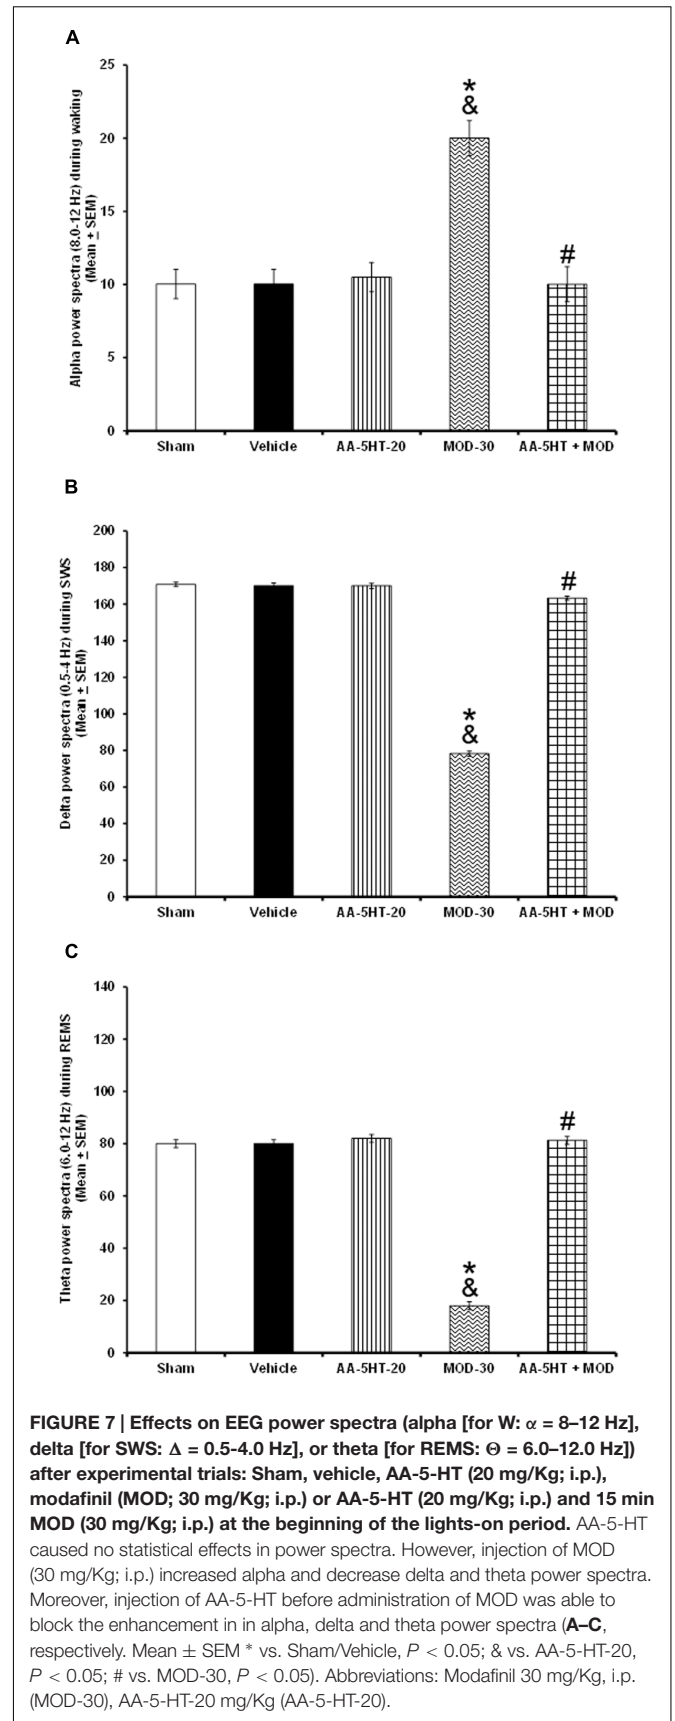 A
25
20
15
10
5
0
Alpha power spectra (8.0-12 Hz) during waking
(Mean ± SEM)
*
&
#
Sham Vehicle AA-5HT-20 MOD-30 AA-5HT + MOD
B
200
180
160
140
120
100
80
60
40
20
0
Delta power spectra (0.5-4 Hz) during SWS
(Mean ± SEM)
*
&
#
Sham Vehicle AA-5HT-20 MOD-30 AA-5HT + MOD
C
140
120
100
80
60
40
20
0
Theta power spectra (6.0-12 Hz) during REMS
(Mean ± SEM)
*
&
#
Sham Vehicle AA-5HT-20 MOD-30 AA-5HT + MOD
FIGURE 7 | Effects on EEG power spectra (alpha [for W: α = 8–12 Hz],
delta [for SWS: Δ = 0.5-4.0 Hz], or theta [for REMS: Θ = 6.0–12.0 Hz])
after experimental trials: Sham, vehicle, AA-5-HT (20 mg/Kg; i.p.),
modafinil (MOD; 30 mg/Kg; i.p.) or AA-5-HT (20 mg/Kg; i.p.) and 15 min
MOD (30 mg/Kg; i.p.) at the beginning of the lights-on period. AA-5-HT
caused no statistical effects in power spectra. However, injection of MOD
(30 mg/Kg; i.p.) increased alpha and decrease delta and theta power spectra.
Moreover, injection of AA-5-HT before administration of MOD was able to
block the enhancement in in alpha, delta and theta power spectra (A–C,
respectively. Mean ± SEM * vs. Sham/Vehicle, P < 0.05; & vs. AA-5-HT-20,
P < 0.05; # vs. MOD-30, P < 0.05). Abbreviations: Modafinil 30 mg/Kg, i.p.
(MOD-30), AA-5-HT-20 mg/Kg (AA-5-HT-20).